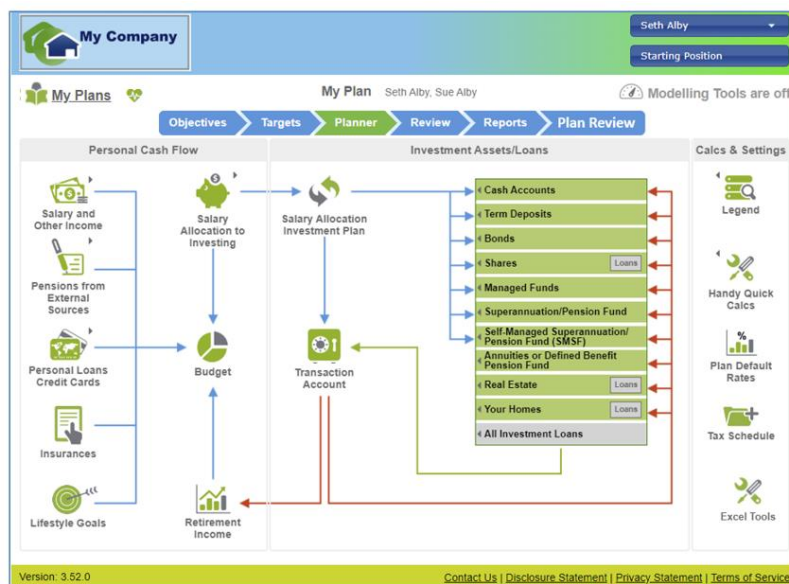 My Company
Seth Alby
Starting Position
My Plans
My Plan Seth Alby, Sue Alby
Modelling Tools are off
Objectives Targets Planner Review Reports Plan Review
Personal Cash Flow
Salary and
Other Income
Salary
Allocation to
Investing
Pensions from
External
Sources
Personal Loans
Credit Cards
Budget
Insurances
Lifestyle Goals
Retirement
Income
Investment Assets/Loans
Salary Allocation
Investment Plan
Transaction
Account
Cash Accounts
Term Deposits
Bonds
Shares Loans
Managed Funds
Superannuation/Pension Fund
Self-Managed Superannuation/
Pension Fund (SMSF)
Annuities or Defined Benefit
Pension Fund
Real Estate Loans
Your Homes Loans
All Investment Loans
Calcs & Settings
Legend
Handy Quick
Calcs
%
Plan Default
Rates
Tax Schedule
Excel Tools
Version: 3.52.0
Contact Us | Disclosure Statement | Privacy Statement | Terms of Service